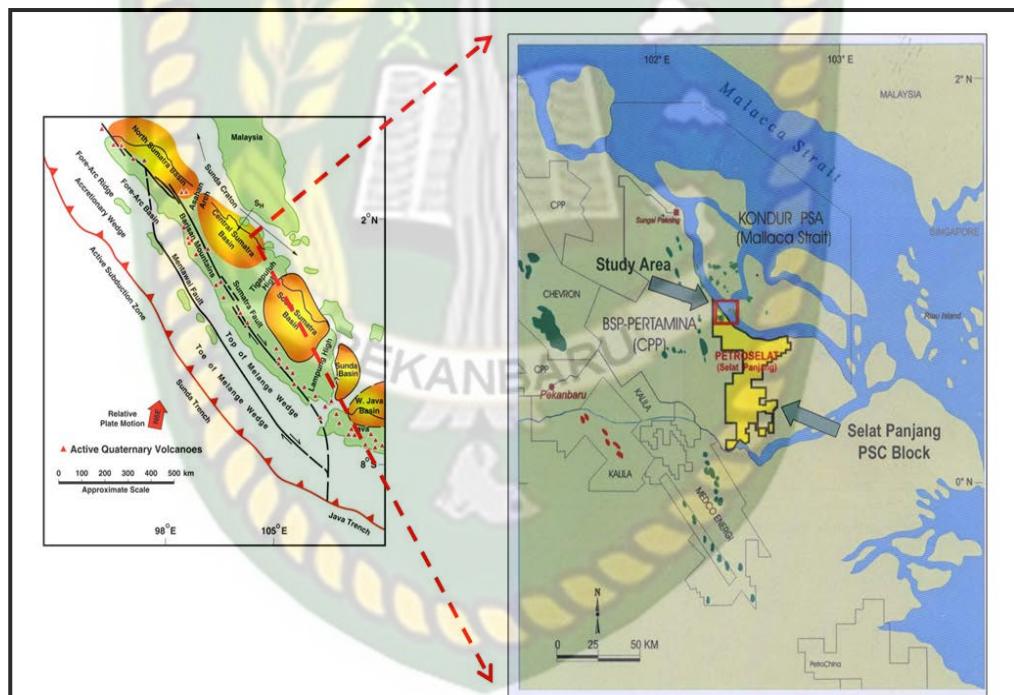 North Sumatra Basin
Malaysia
Fore-Arc Ridge
Accretionary Wedge
Active Subduction Zone
Fore-Arc Basin
Asahan
Arch
Sunda Craton
2°N
Central Sumatra
Basin
Barisan Mountains
Mentawai Fault
Sumatra Fault
Tigapuluh
High
South Sumatra
Basin
Lampung High
Sunda
Basin
W. Java
Basin
Top of Melange Wedge
Toe of Melange Wedge
Sunda Trench
Relative
Plate Motion
N6E
Active Quaternary Volcanoes
0 100 200 300 400 500
kilometers
Approximate Scale
8°S
Java Trench
98°E
105°E
PEKANBARU
102° E
103° E
2° N
MALAYSIA
Malacca Strait
CPP
Sungai Pakning
KONDUR PSA
(Mallaca Strait)
SINGAPORE
Study Area
CHEVRON
BSP-PERTAMINA
(CPP)
Riau Island
PETROSELAT
(Selat Panjang)
CPP
Pekanbaru
KALILA
Selat Panjang
PSC Block
KALILA
0° N
MEDCO ENERGI
N
0 25 50 KM
PetroChina